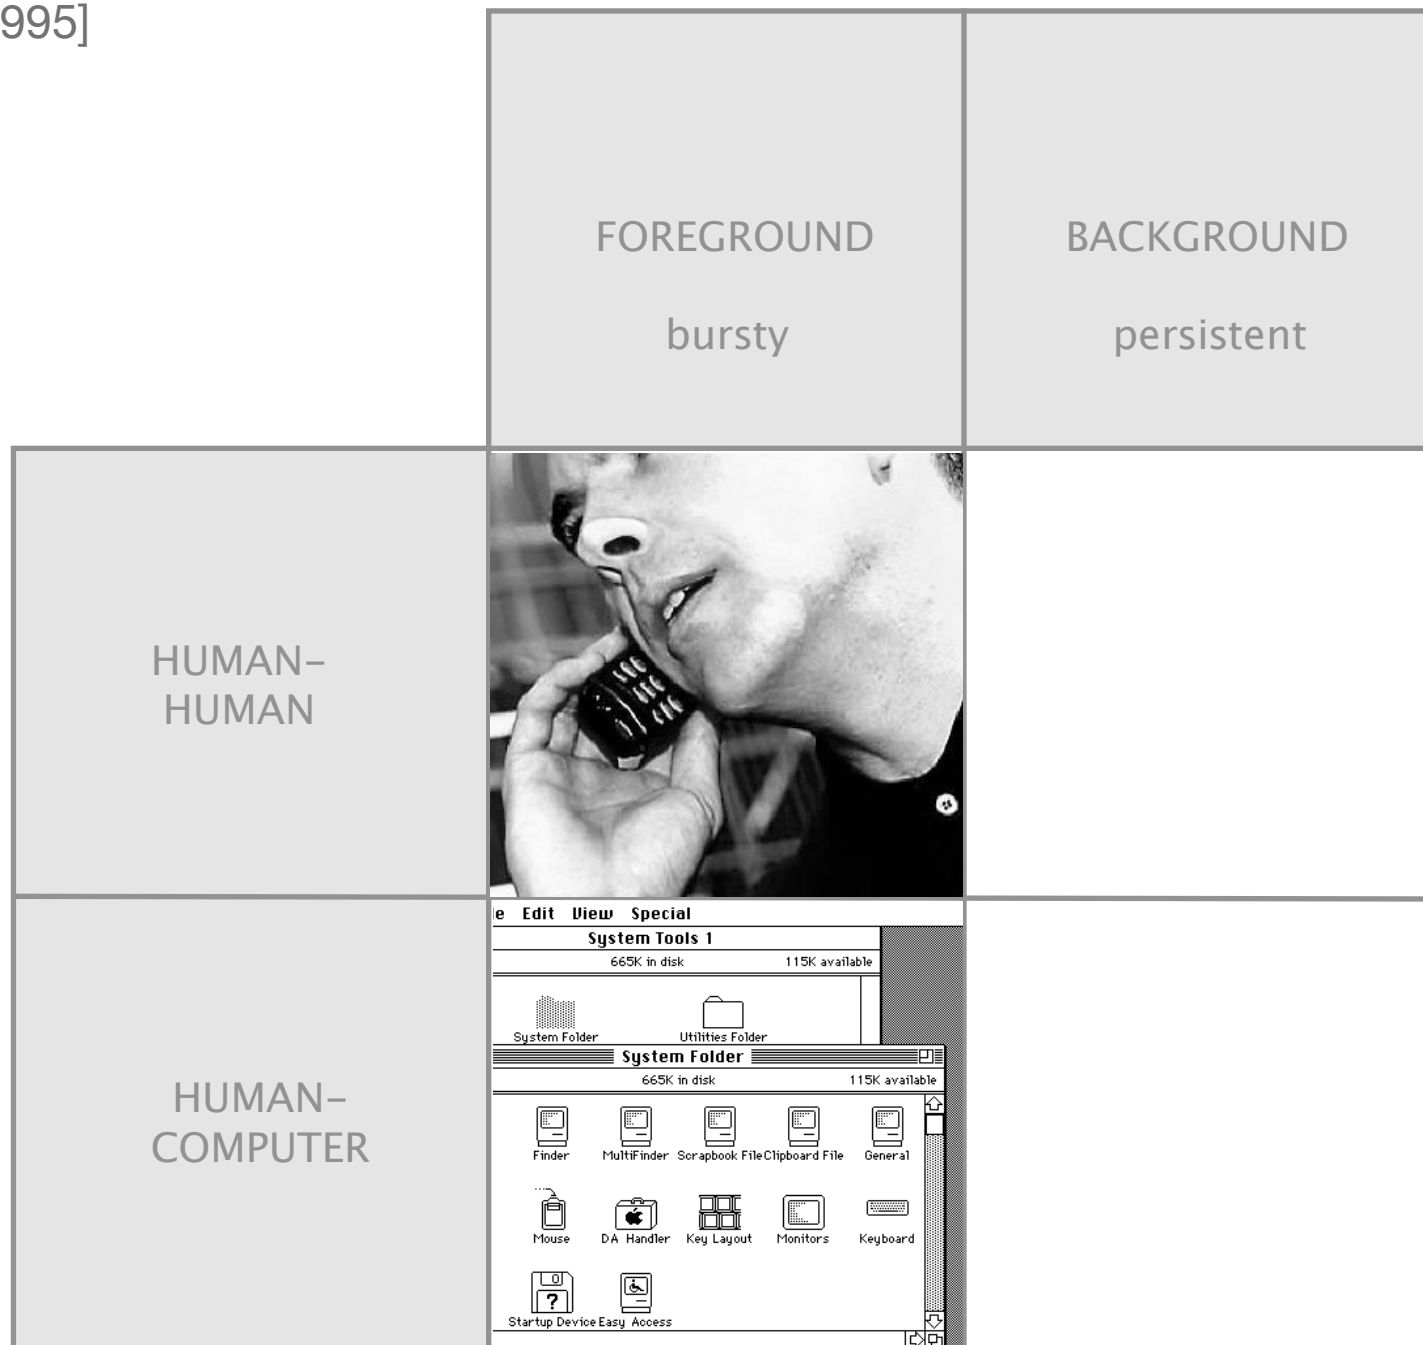 995]
FOREGROUND
bursty
BACKGROUND
persistent
HUMAN-
HUMAN
HUMAN-
COMPUTER
e Edit View Special
System Tools 1
665K in disk 115K available
System Folder Utilities Folder
System Folder
665K in disk 115K available
Finder MultiFinder Scrapbook File Clipboard File General
Mouse DA Handler Key Layout Monitors Keyboard
Startup Device Easy Access